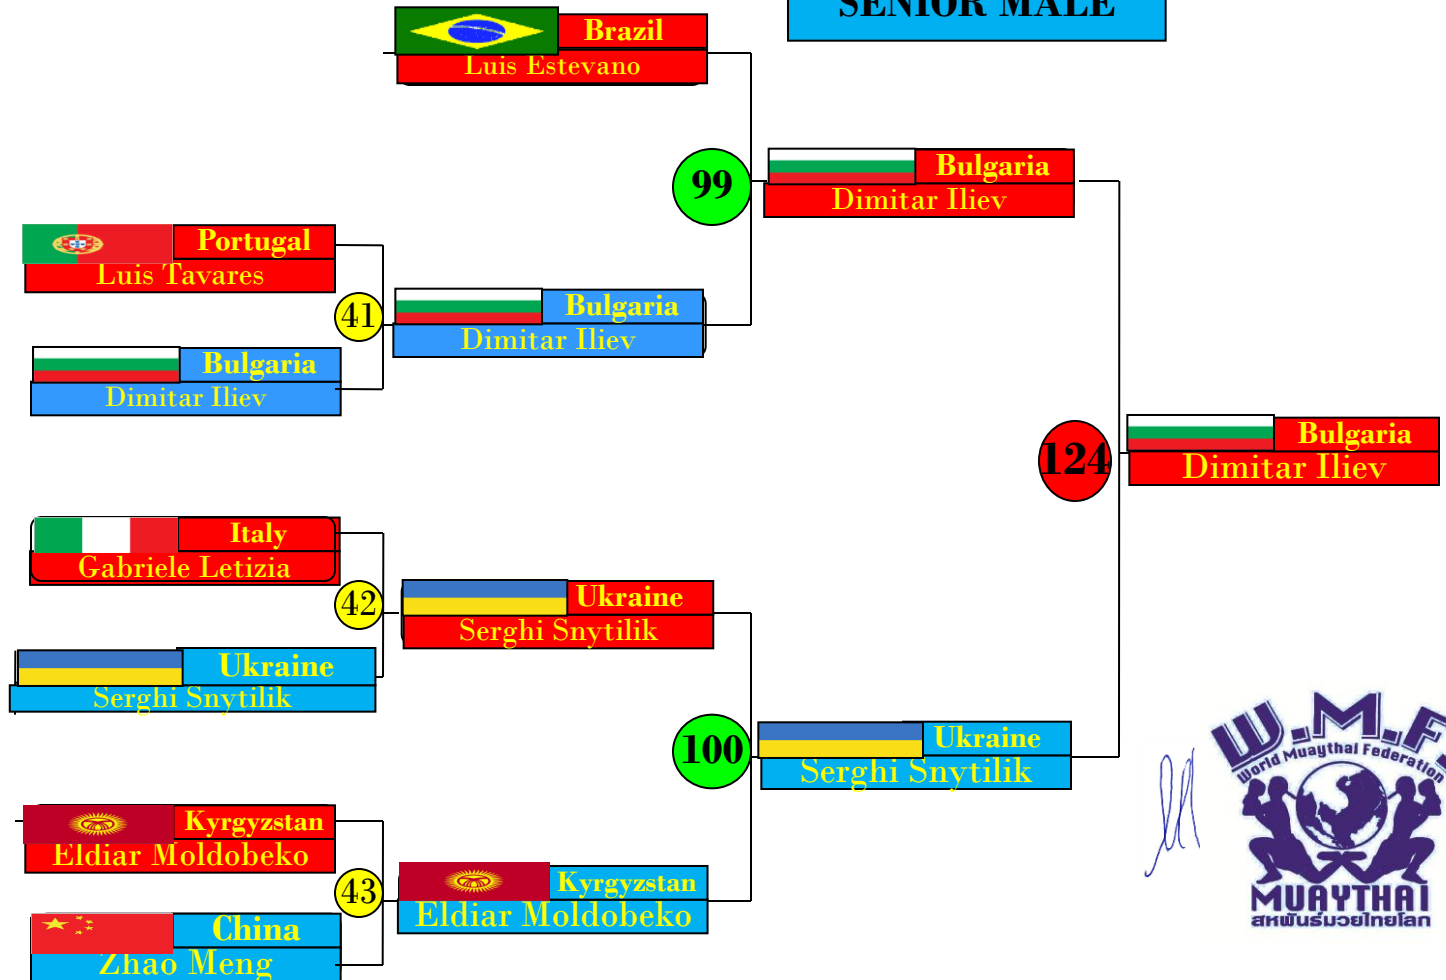 SENIOR MALE
Brazil
Luis Estevano
99
Bulgaria
Dimitar Iliev
Portugal
Luis Tavares
41
Bulgaria
Dimitar Iliev
Bulgaria
Dimitar Iliev
124
Bulgaria
Dimitar Iliev
Italy
Gabriele Letizia
42
Ukraine
Serghi Snytilik
Ukraine
Serghi Snytilik
100
Ukraine
Serghi Snytilik
Kyrgyzstan
Eldiar Moldobeko
43
Kyrgyzstan
Eldiar Moldobeko
China
Zhao Meng
W.M.F.
World Muaythai Federation
MUAYTHAI
สหพันธ์มวยไทยโลก